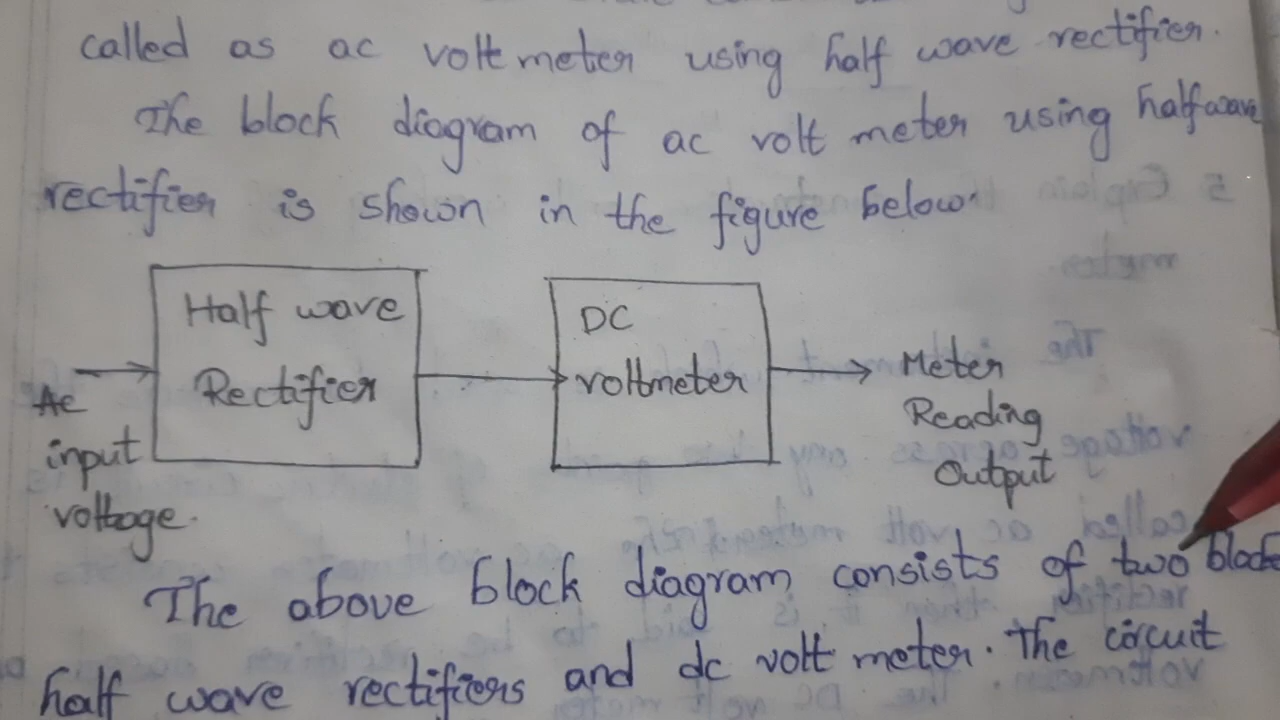 called as ac volt meter using half wave rectifier.
The block diagram of ac volt meter using halfwave
rectifier is shown in the figure below.
Half wave
Rectifier
DC
voltmeter
Ac
input
voltage.
Meter
Reading
Output
The above block diagram consists of two block
half wave rectifiers and dc volt meter. The circuit